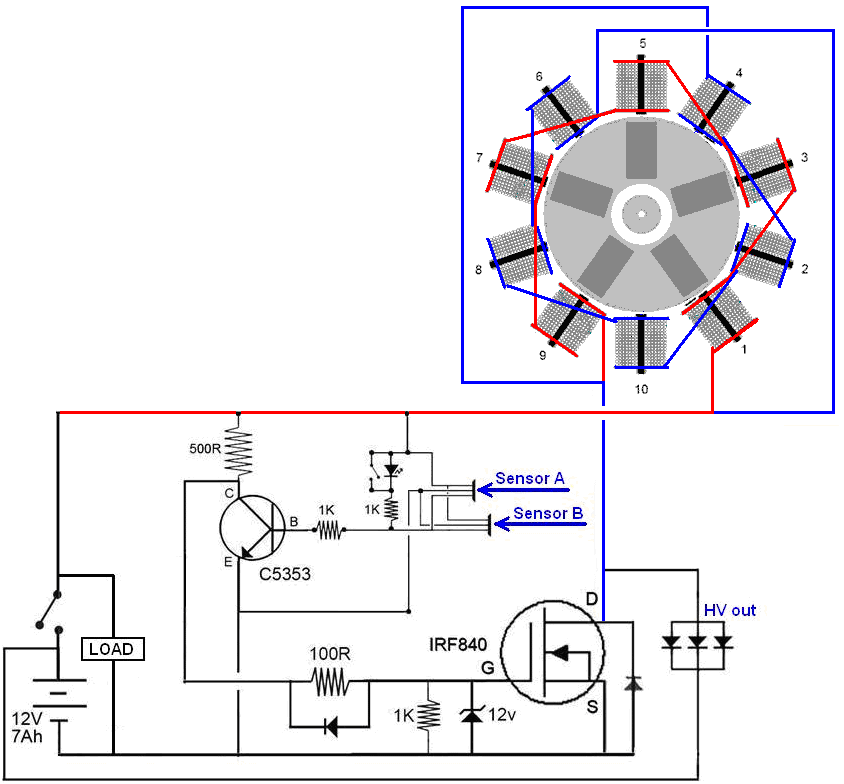 5
6
4
7
3
8
2
9
1
10
500R
C
Sensor A
1K
B
1K
Sensor B
E
C5353
D
HV out
IRF840
LOAD
100R
G
12V
7Ah
1K
12v
S